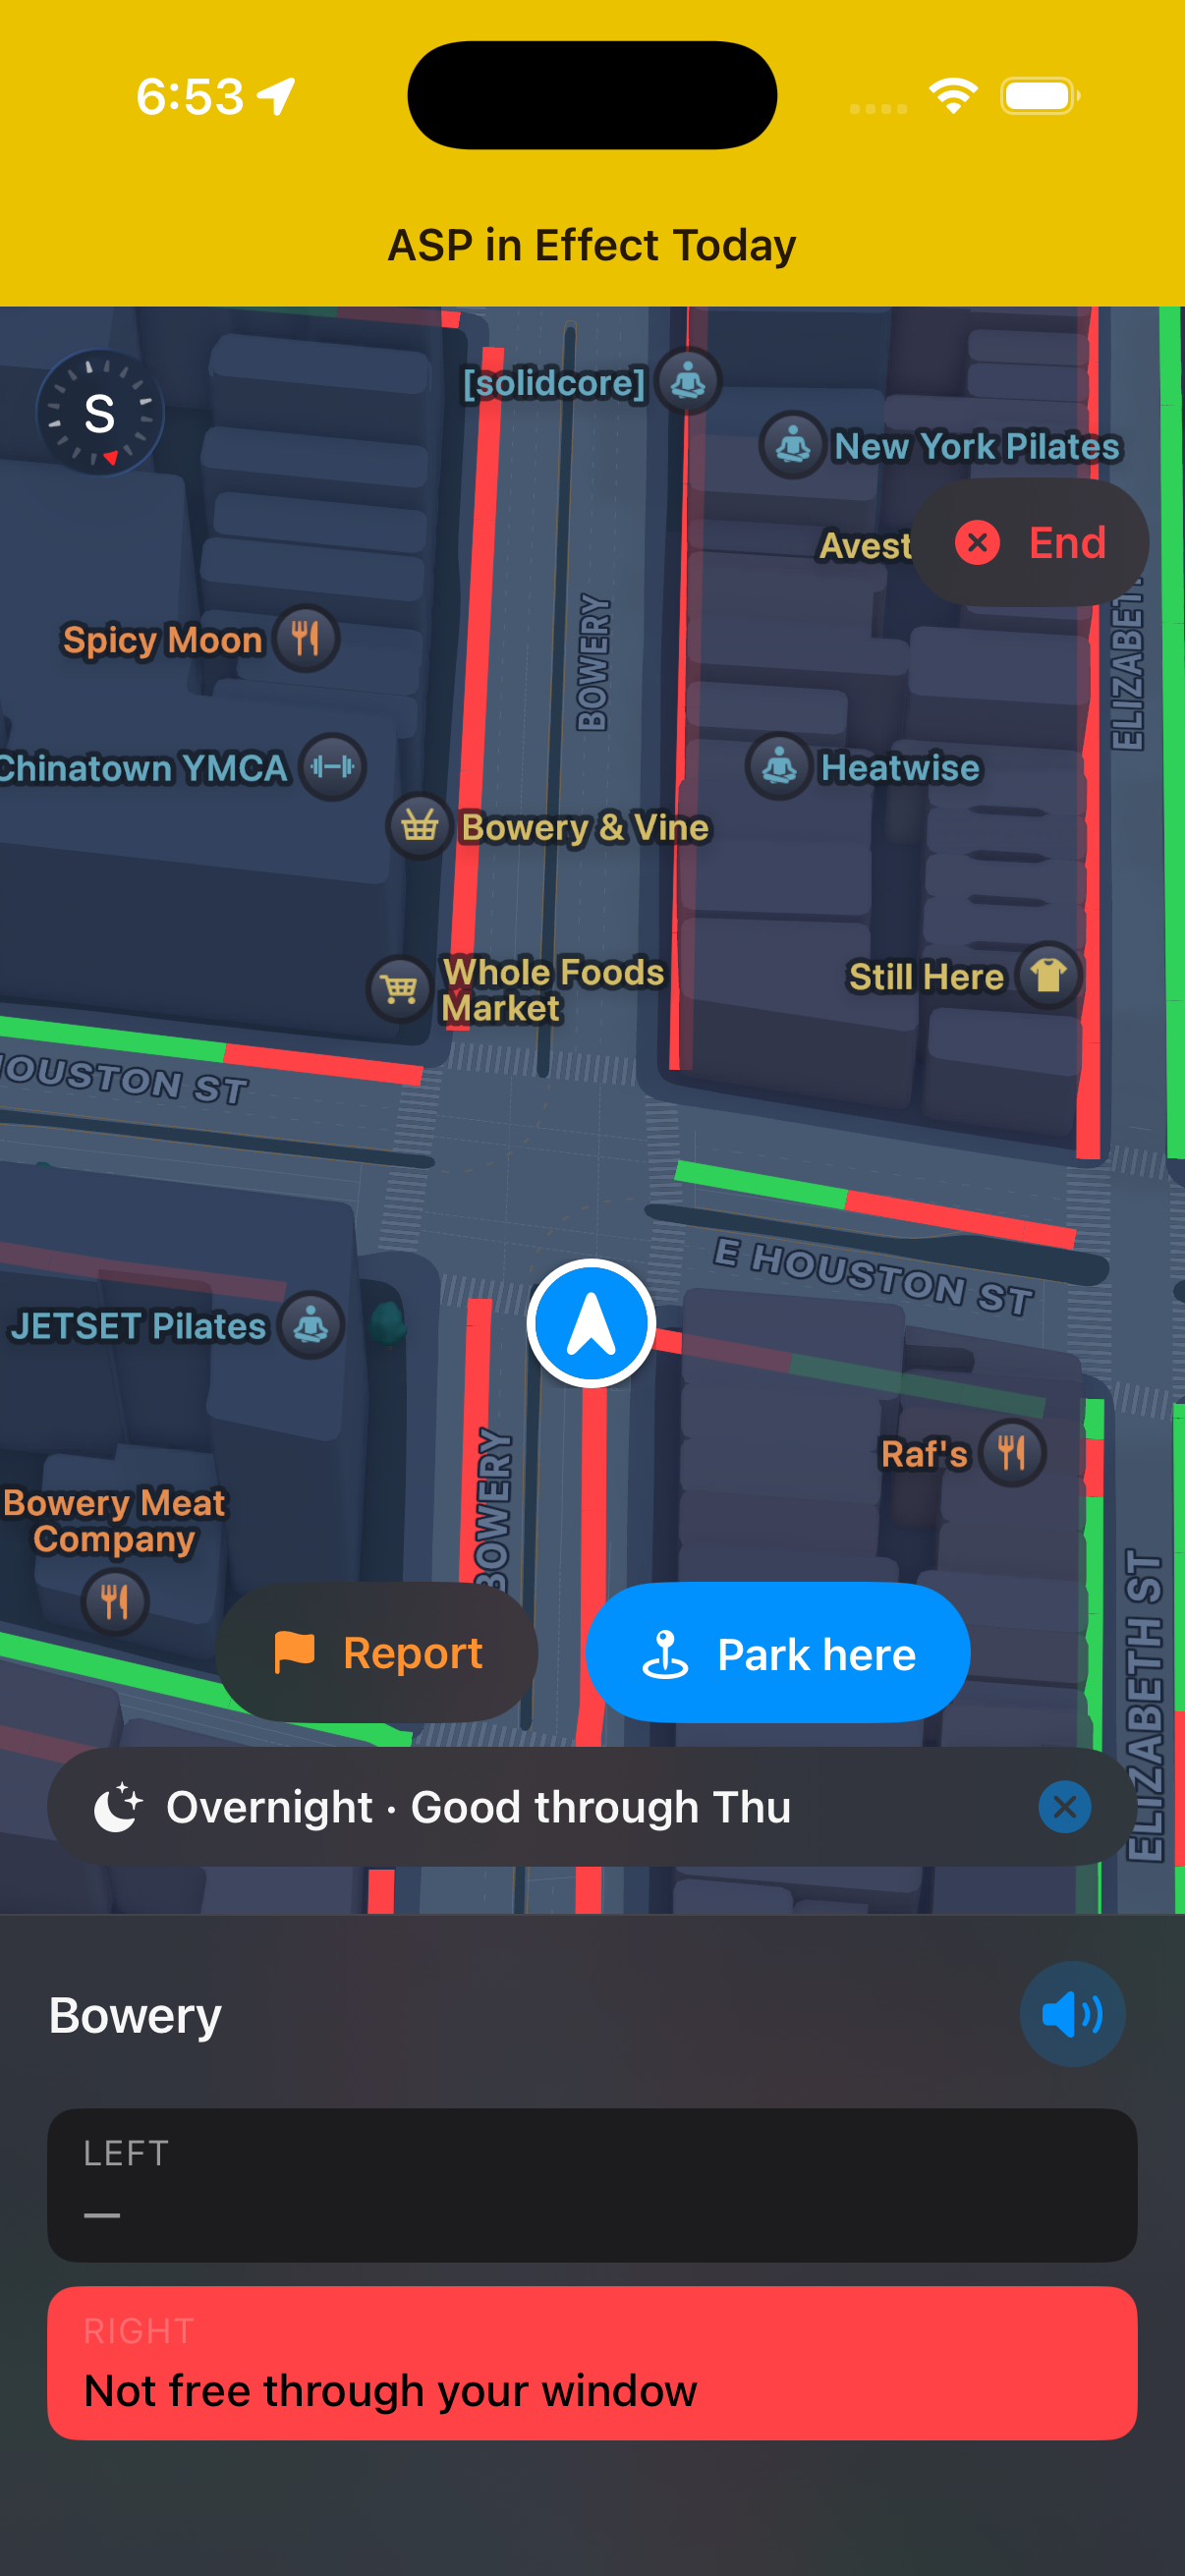 6:53
ASP in Effect Today
S
[solidcore]
New York Pilates
Avest
End
BOWERY
ELIZABET
Spicy Moon
Chinatown YMCA
Heatwise
Bowery & Vine
Whole Foods
Market
Still Here
HOUSTON ST
E HOUSTON ST
JETSET Pilates
Raf's
BOWERY
Bowery Meat
Company
ELIZABETH ST
Report
Park here
Overnight · Good through Thu
Bowery
LEFT
—
RIGHT
Not free through your window